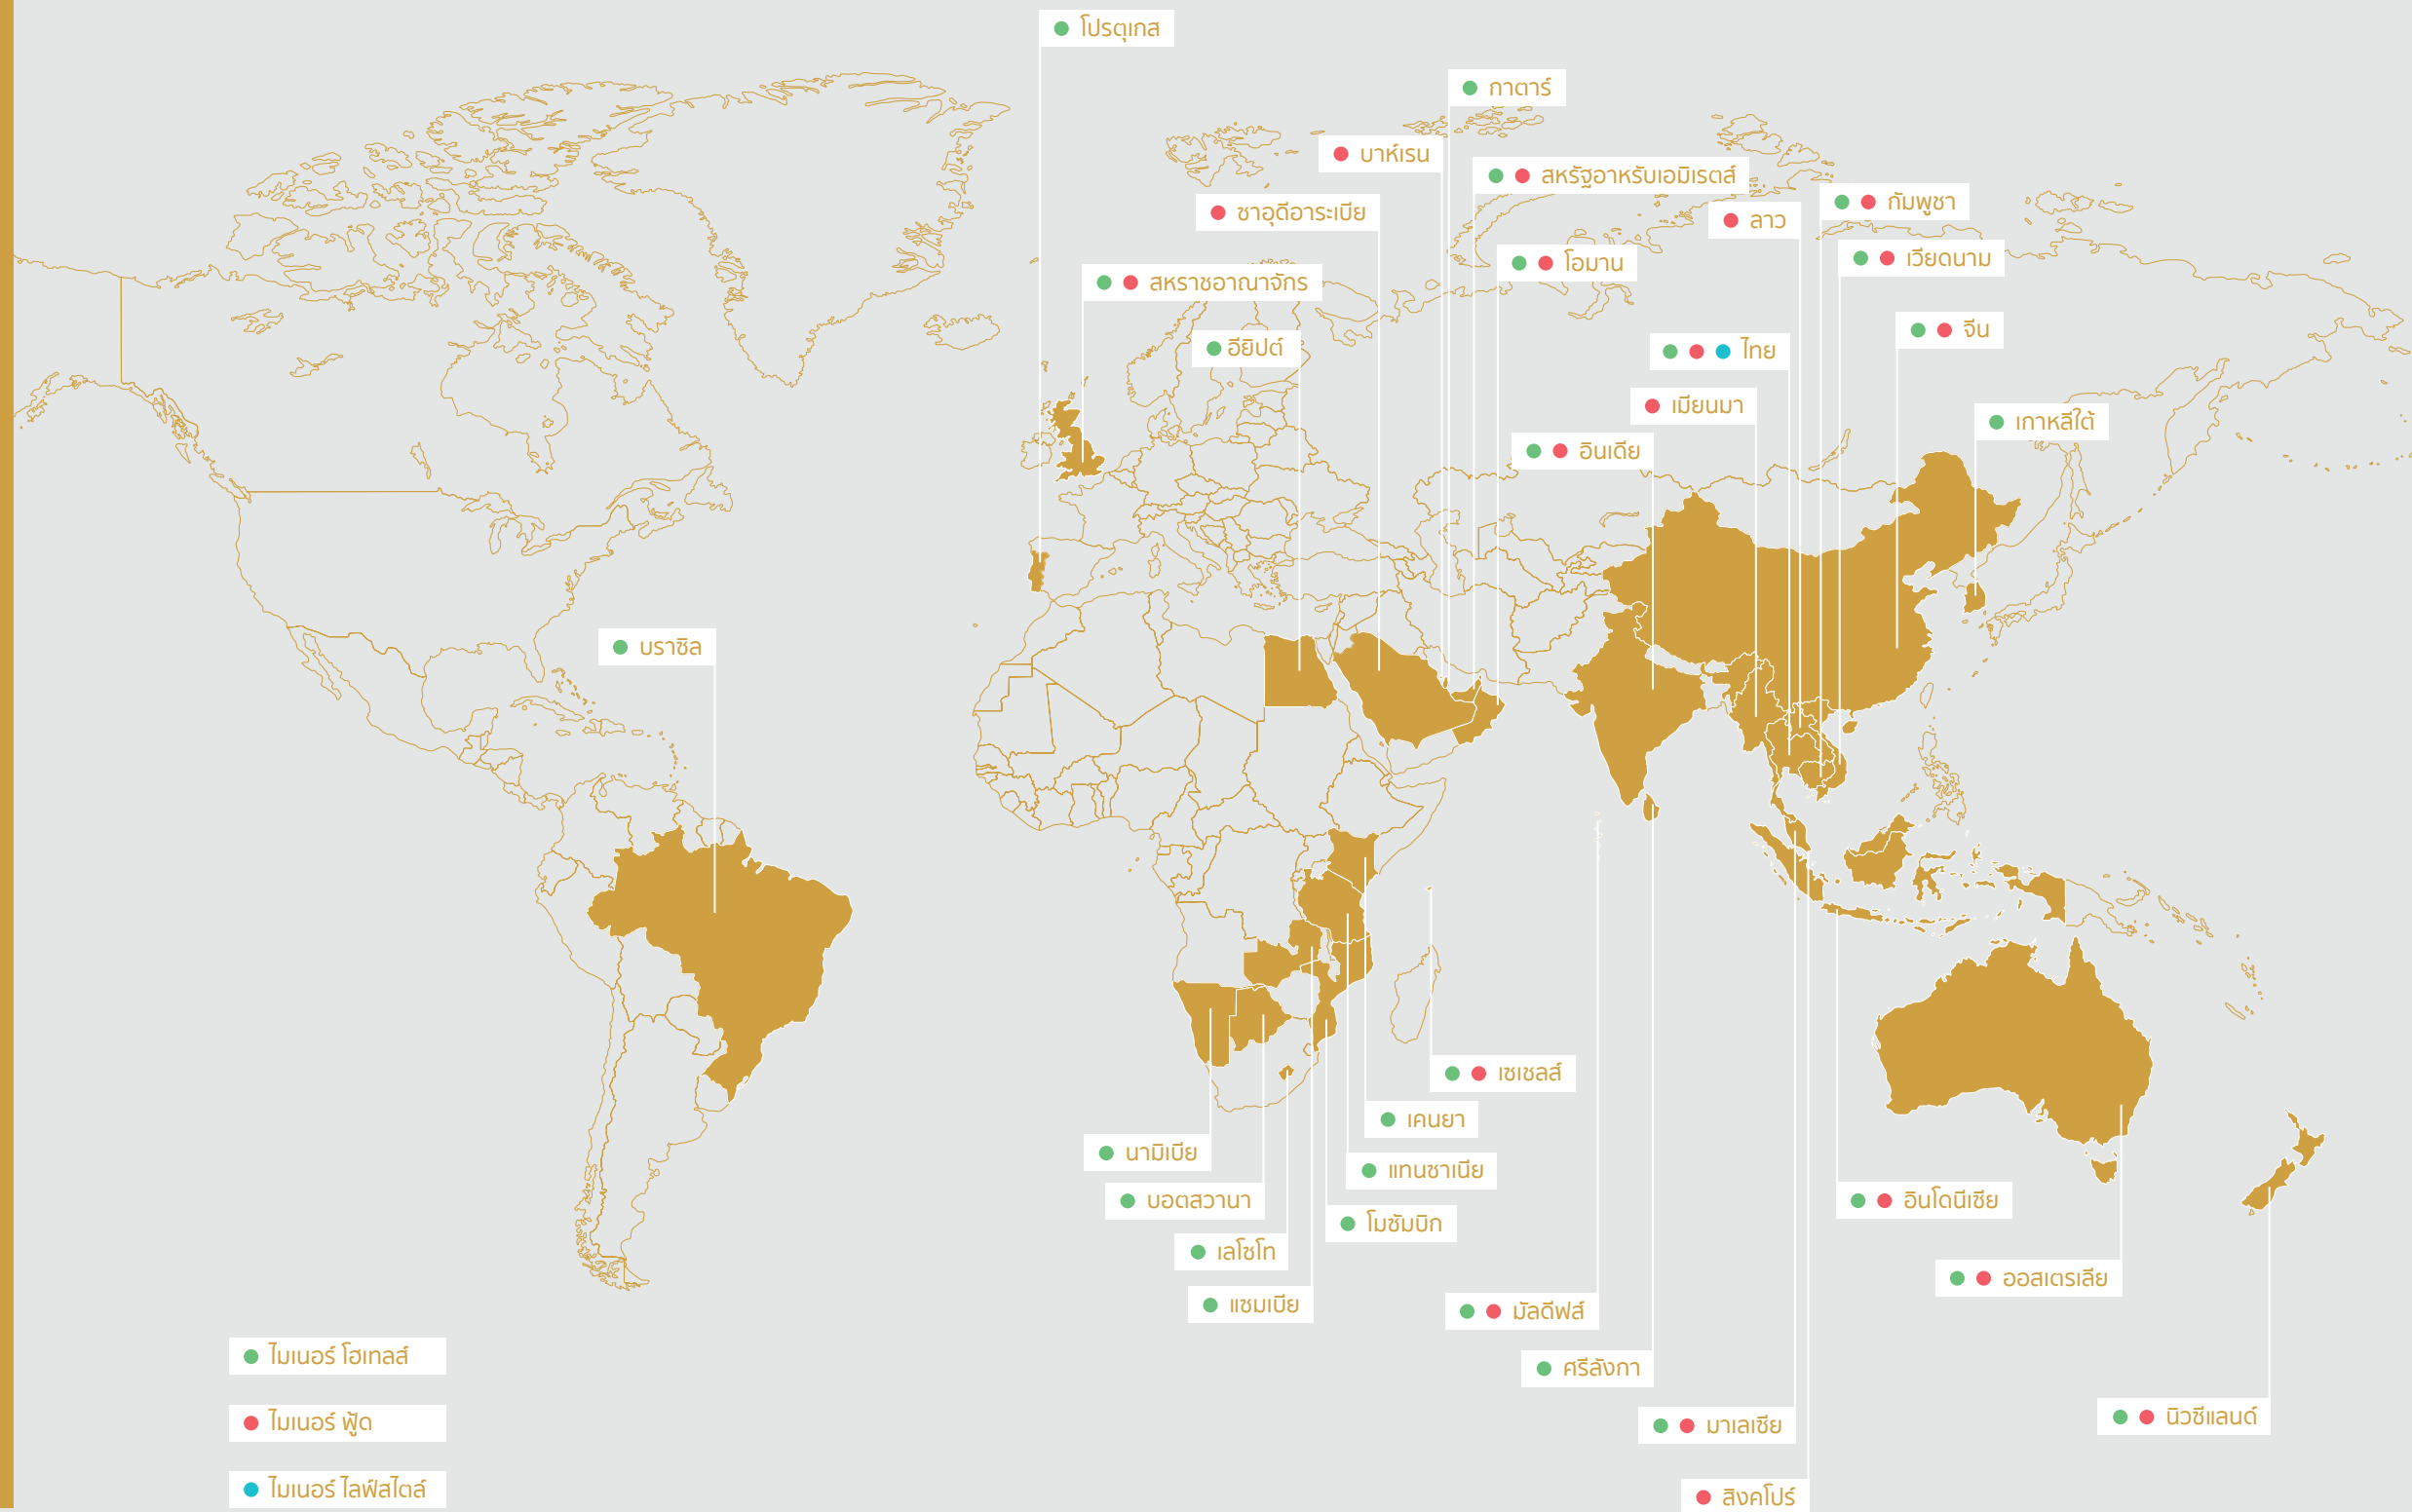 โปรตุเกส
กาตาร์
บาห์เรน
สหรัฐอาหรับเอมิเรตส์
ซาอุดีอาระเบีย
กัมพูชา
ลาว
เวียดนาม
โอมาน
สหราชอาณาจักร
จีน
อียิปต์
ไทย
เมียนมา
เกาหลีใต้
อินเดีย
บราซิล
เซเชลส์
เคนยา
นามิเบีย
แทนซาเนีย
บอตสวานา
อินโดนีเซีย
โมซัมบิก
เลโซโท
ออสเตรเลีย
แซมเบีย
มัลดีฟส์
ไมเนอร์ โฮเทลส์
ศรีลังกา
นิวซีแลนด์
ไมเนอร์ ฟู้ด
มาเลเซีย
ไมเนอร์ ไลฟ์สไตล์
สิงคโปร์